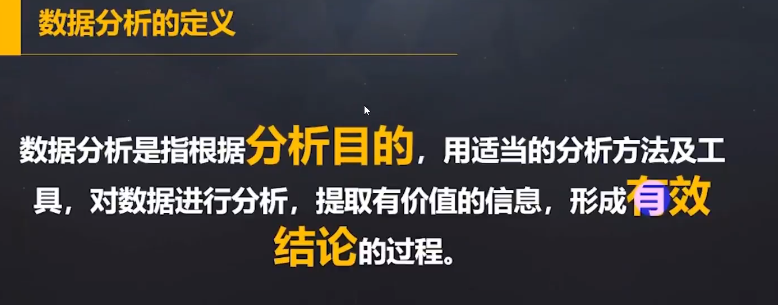 数据分析的定义
数据分析是指根据分析目的，用适当的分析方法及工
具，对数据进行分析，提取有价值的信息，形成有效
结论的过程。